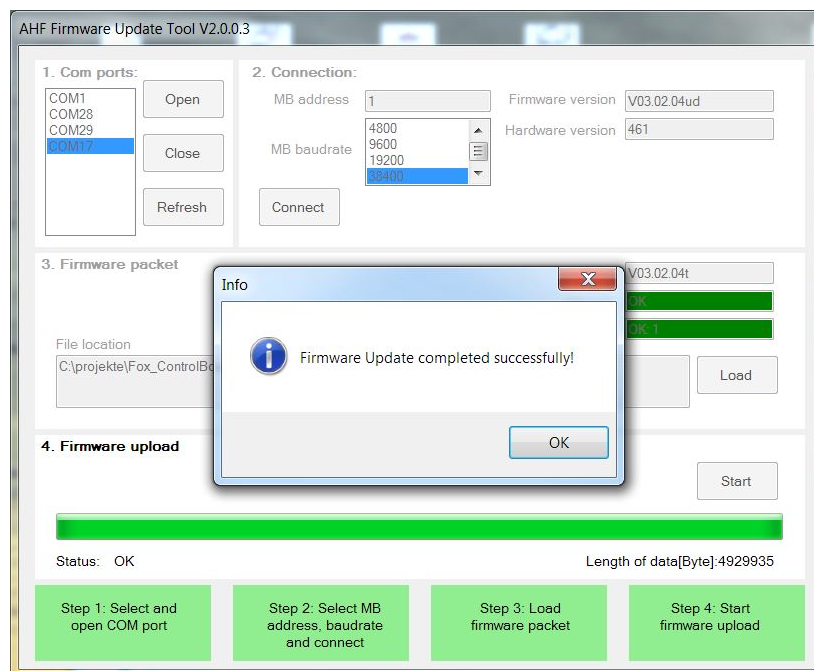 AHF Firmware Update Tool V2.0.0.3
1. Com ports:
COM1
COM28
COM29
COM17
Open
Close
Refresh
2. Connection:
MB address
1
MB baudrate
4800
9600
19200
38400
Connect
Firmware version
V03.02.04ud
Hardware version
461
3. Firmware packet
V03.02.04t
OK
OK: 1
File location
C:\projekte\Fox_ControlBo
Load
Info
Firmware Update completed successfully!
OK
4. Firmware upload
Start
Status: OK
Length of data[Byte]:4929935
Step 1: Select and
open COM port
Step 2: Select MB
address, baudrate
and connect
Step 3: Load
firmware packet
Step 4: Start
firmware upload